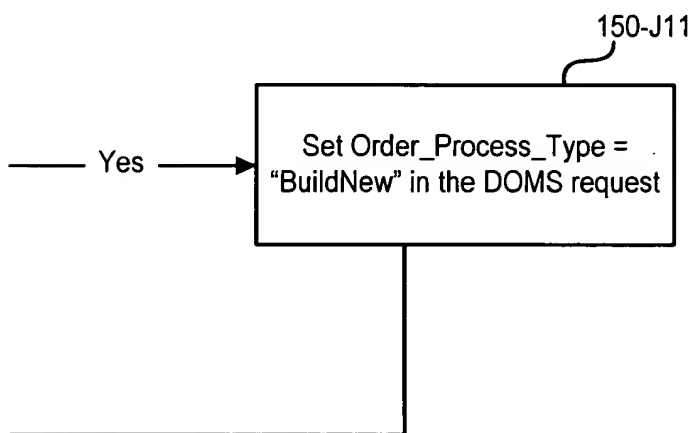 150-J11
Yes
Set Order_Process_Type =
“BuildNew” in the DOMS request